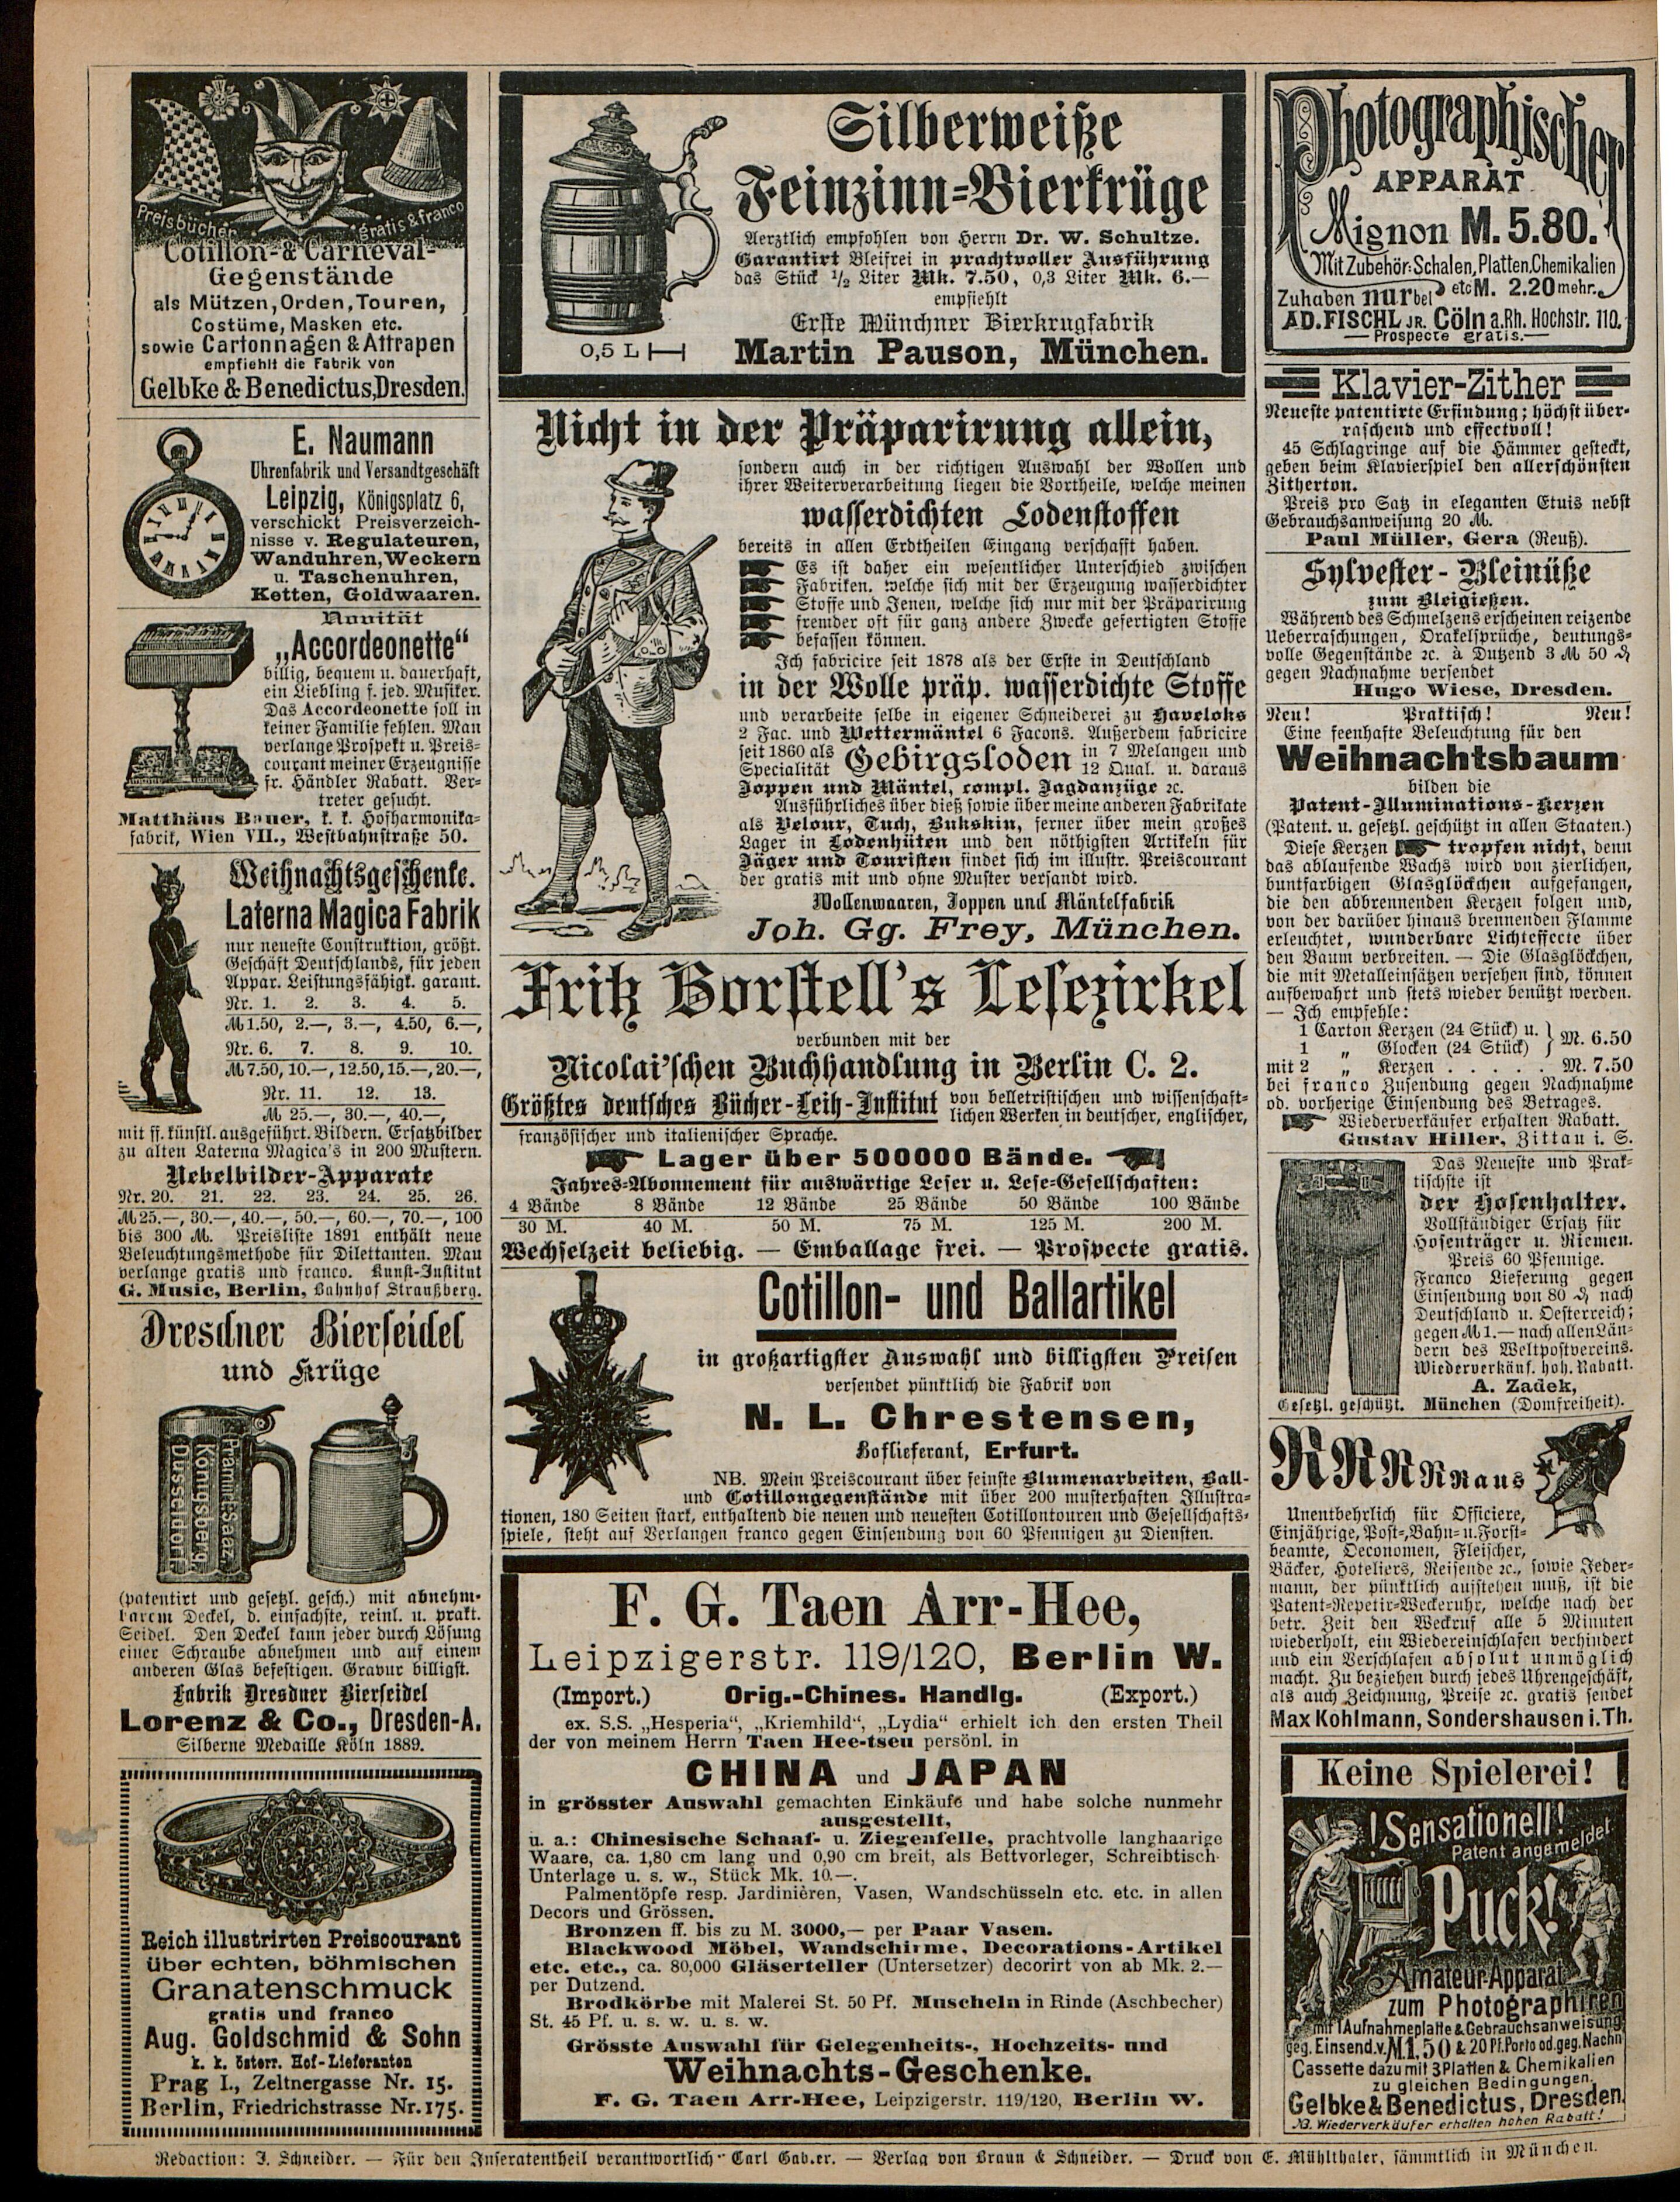 Preisbücher gratis & franco
Cotillon-& Carneval-
Gegenstände
als Mützen, Orden, Touren,
Costüme, Masken etc.
sowie Cartonnagen & Attrapen
empfiehlt die Fabrik von
Gelbke & Benedictus, Dresden.
E. Naumann
Uhrenfabrik und Versandtgeschäft
Leipzig, Königsplatz 6,
verschickt Preisverzeich-
nisse v. Regulateuren,
Wanduhren, Weckern
u. Taschenuhren,
Ketten, Goldwaaren.
Novität
„Accordeonette“
billig, bequem u. dauerhaft,
ein Liebling f. jed. Musiker.
Das Accordeonette soll in
keiner Familie fehlen. Man
verlange Prospekt u. Preis-
courant meiner Erzeugnisse
fr. Händler Rabatt. Ver-
treter gesucht.
Matthäus Bauer, k. k. Hofharmonika-
fabrik, Wien VII., Westbahnstraße 50.
Weihnachtsgeschenke.
Laterna Magica Fabrik
nur neueste Construktion, größt.
Geschäft Deutschlands, für jeden
Appar. Leistungsfähigk. garant.
Nr. 1. 2. 3. 4. 5.
M 1.50, 2.—, 3.—, 4.50, 6.—,
Nr. 6. 7. 8. 9. 10.
M 7.50, 10.—, 12.50, 15.—, 20.—,
Nr. 11. 12. 13.
M 25.—, 30.—, 40.—,
mit ff. künstl. ausgeführt. Bildern. Ersatzbilder
zu alten Laterna Magica's in 200 Mustern.
Nebelbilder-Apparate
Nr. 20. 21. 22. 23. 24. 25. 26.
M 25.—, 30.—, 40.—, 50.—, 60.—, 70.—, 100
bis 300 M. Preisliste 1891 enthält neue
Beleuchtungsmethode für Dilettanten. Man
verlange gratis und franco. Kunst-Institut
G. Music, Berlin, Bahnhof Straußberg.
Dresdner Bierseidel
und Krüge
Prämiirt: Sagaz.
Königsberg,
Düsseldorf.
(patentirt und gesetzl. gesch.) mit abnehm-
barem Deckel, d. einfachste, reinl. u. prakt.
Seidel. Den Deckel kann jeder durch Lösung
einer Schraube abnehmen und auf einem
anderen Glas befestigen. Gravur billigst.
Fabrik Dresdner Bierseidel
Lorenz & Co., Dresden-A.
Silberne Medaille Köln 1889.
Reich illustrirten Preiscourant
über echten, böhmischen
Granatenschmuck
gratis und franco
Aug. Goldschmid & Sohn
k. k. österr. Hof-Lieferanten
Prag I., Zeltnergasse Nr. 15.
Berlin, Friedrichstrasse Nr. 175.
Silberweiße
Feinzinn-Bierkrüge
Aerztlich empfohlen von Herrn Dr. W. Schultze.
Garantirt Bleifrei in prachtvoller Ausführung
das Stück ½ Liter Mk. 7.50, 0,3 Liter Mk. 6.—
empfiehlt
Erste Münchner Bierkrugfabrik
0,5 L
Martin Pauson, München.
Nicht in der Präparirung allein,
sondern auch in der richtigen Auswahl der Wollen und
ihrer Weiterverarbeitung liegen die Vortheile, welche meinen
wasserdichten Lodenstoffen
bereits in allen Erdtheilen Eingang verschafft haben.
Es ist daher ein wesentlicher Unterschied zwischen
Fabriken, welche sich mit der Erzeugung wasserdichter
Stoffe und Jenen, welche sich nur mit der Präparirung
fremder oft für ganz andere Zwecke gefertigten Stoffe
befassen können.
Ich fabricire seit 1878 als der Erste in Deutschland
in der Wolle präp. wasserdichte Stoffe
und verarbeite selbe in eigener Schneiderei zu Haveloks
2 Fac. und Wettermäntel 6 Facons. Außerdem fabricire
seit 1860 als Specialität Gebirgsloden in 7 Melangen und
12 Qual. u. daraus
Joppen und Mäntel, compl. Jagdanzüge ꝛc.
Ausführliches über dieß sowie über meine anderen Fabrikate
als Velour, Tuch, Bukskin, ferner über mein großes
Lager in Lodenhüten und den nöthigsten Artikeln für
Jäger und Touristen findet sich im illustr. Preiscourant
der gratis mit und ohne Muster versandt wird.
Wollenwaaren, Joppen und Mäntelfabrik
Joh. Gg. Frey, München.
Fritz Borstell's Lesezirkel
verbunden mit der
Nicolai'schen Buchhandlung in Berlin C. 2.
Größtes deutsches Bücher-Leih-Institut von belletristischen und wissenschaft-
lichen Werken in deutscher, englischer,
französischer und italienischer Sprache.
Lager über 500000 Bände.
Jahres-Abonnement für auswärtige Leser u. Lese-Gesellschaften:
4 Bände 8 Bände 12 Bände 25 Bände 50 Bände 100 Bände
30 M. 40 M. 50 M. 75 M. 125 M. 200 M.
Wechselzeit beliebig. — Emballage frei. — Prospecte gratis.
Cotillon- und Ballartikel
in großartigster Auswahl und billigsten Preisen
versendet pünktlich die Fabrik von
N. L. Chrestensen,
Hoflieferant, Erfurt.
NB. Mein Preiscourant über feinste Blumenarbeiten, Ball-
und Cotillongegenstände mit über 200 musterhaften Illustra-
tionen, 180 Seiten stark, enthaltend die neuen und neuesten Cotillontouren und Gesellschafts-
spiele, steht auf Verlangen franco gegen Einsendung von 60 Pfennigen zu Diensten.
F. G. Taen Arr-Hee,
Leipzigerstr. 119/120, Berlin W.
(Import.) Orig.-Chines. Handlg. (Export.)
ex. S.S. „Hesperia“, „Kriemhild“, „Lydia“ erhielt ich den ersten Theil
der von meinem Herrn Taen Hee-tseu persönl. in
CHINA und JAPAN
in grösster Auswahl gemachten Einkäufe und habe solche nunmehr
ausgestellt,
u. a.: Chinesische Schaaf- u. Ziegenfelle, prachtvolle langhaarige
Waare, ca. 1,80 cm lang und 0,90 cm breit, als Bettvorleger, Schreibtisch-
Unterlage u. s. w., Stück Mk. 10.—.
Palmentöpfe resp. Jardinièren, Vasen, Wandschüsseln etc. etc. in allen
Decors und Grössen.
Bronzen ff. bis zu M. 3000,— per Paar Vasen.
Blackwood Möbel, Wandschirme, Decorations-Artikel
etc. etc., ca. 80,000 Gläserteller (Untersetzer) decorirt von ab Mk. 2.—
per Dutzend.
Brodkörbe mit Malerei St. 50 Pf. Muscheln in Rinde (Aschbecher)
St. 45 Pf. u. s. w. u. s. w.
Grösste Auswahl für Gelegenheits-, Hochzeits- und
Weihnachts-Geschenke.
F. G. Taen Arr-Hee, Leipzigerstr. 119/120, Berlin W.
Photographischer
APPARAT
Mignon M. 5.80.
Mit Zubehör: Schalen, Platten, Chemikalien
etc M. 2.20 mehr.
Zuhaben nur bei
AD. FISCHL JR. Cöln a. Rh. Hochstr. 110.
Prospecte gratis.
Klavier-Zither
Neueste patentirte Erfindung; höchst über-
raschend und effectvoll!
45 Schlagringe auf die Hämmer gesteckt,
geben beim Klavierspiel den allerschönsten
Zitherton.
Preis pro Satz in eleganten Etuis nebst
Gebrauchsanweisung 20 M.
Paul Müller, Gera (Reuß).
Sylvester-Bleinüße
zum Bleigießen.
Während des Schmelzens erscheinen reizende
Ueberraschungen, Orakelsprüche, deutungs-
volle Gegenstände ꝛc. à Dutzend 3 M 50 ₰
gegen Nachnahme versendet
Hugo Wiese, Dresden.
Neu! Praktisch! Neu!
Eine feenhafte Beleuchtung für den
Weihnachtsbaum
bilden die
Patent-Illuminations-Kerzen
(Patent. u. gesetzl. geschützt in allen Staaten.)
Diese Kerzen tropfen nicht, denn
das ablaufende Wachs wird von zierlichen,
buntfarbigen Glasglöckchen aufgefangen,
die den abbrennenden Kerzen folgen und,
von der darüber hinaus brennenden Flamme
erleuchtet, wunderbare Lichteffecte über
den Baum verbreiten. — Die Glasglöckchen,
die mit Metalleinsätzen versehen sind, können
aufbewahrt und stets wieder benützt werden.
— Ich empfehle:
1 Carton Kerzen (24 Stück) u.
1 „ Glocken (24 Stück) } M. 6.50
mit 2 „ Kerzen . . . . . M. 7.50
bei franco Zusendung gegen Nachnahme
od. vorherige Einsendung des Betrages.
Wiederverkäufer erhalten Rabatt.
Gustav Hiller, Zittau i. S.
Das Neueste und Prak-
tischste ist
der Hosenhalter.
Vollständiger Ersatz für
Hosenträger u. Riemen.
Preis 60 Pfennige.
Franco Lieferung gegen
Einsendung von 80 ₰ nach
Deutschland u. Oesterreich;
gegen M 1.— nach allen Län-
dern des Weltpostvereins.
Wiederverkäuf. hoh. Rabatt.
A. Zadek,
Gesetzl. geschützt. München (Domfreiheit).
RRRRRaus
Unentbehrlich für Officiere,
Einjährige, Post-, Bahn- u. Forst-
beamte, Oeconomen, Fleischer,
Bäcker, Hoteliers, Reisende ꝛc., sowie Jeder-
mann, der pünktlich aufstehen muß, ist die
Patent-Repetir-Weckeruhr, welche nach der
betr. Zeit den Weckruf alle 5 Minuten
wiederholt, ein Wiedereinschlafen verhindert
und ein Verschlafen absolut unmöglich
macht. Zu beziehen durch jedes Uhrengeschäft,
als auch Zeichnung, Preise ꝛc. gratis sendet
Max Kohlmann, Sondershausen i. Th.
Keine Spielerei!
! Sensationell!
Patent angemeldet.
Puck!
Amateur-Apparat
zum Photographiren
mit 1 Aufnahmeplatte & Gebrauchsanweisung
geg. Einsend. v. M. 1,50 & 20 Pf. Porto od. geg. Nachn
Cassette dazu mit 3 Platten & Chemikalien
zu gleichen Bedingungen.
Gelbke & Benedictus, Dresden.
NB. Wiederverkäufer erhalten hohen Rabatt!
Redaction: J. Schneider. — Für den Inseratentheil verantwortlich: Carl Gaber. — Verlag von Braun & Schneider. — Druck von E. Mühlthaler, sämmtlich in München.